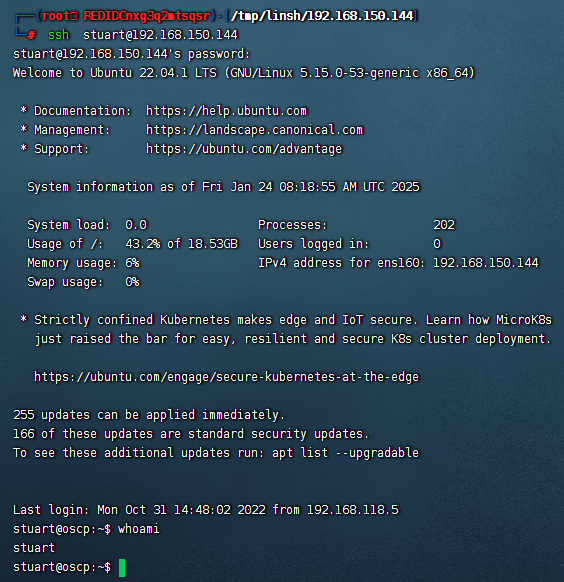 ┌──(root㉿ REDIDCnxg3q2mtsqsr)-[/tmp/linsh/192.168.150.144]
└─# ssh stuart@192.168.150.144
stuart@192.168.150.144's password:
Welcome to Ubuntu 22.04.1 LTS (GNU/Linux 5.15.0-53-generic x86_64)

 * Documentation:  https://help.ubuntu.com
 * Management:     https://landscape.canonical.com
 * Support:        https://ubuntu.com/advantage

  System information as of Fri Jan 24 08:18:55 AM UTC 2025

  System load:  0.0                Processes:               202
  Usage of /:   43.2% of 18.53GB   Users logged in:         0
  Memory usage: 6%                 IPv4 address for ens160: 192.168.150.144
  Swap usage:   0%

 * Strictly confined Kubernetes makes edge and IoT secure. Learn how MicroK8s
   just raised the bar for easy, resilient and secure K8s cluster deployment.

   https://ubuntu.com/engage/secure-kubernetes-at-the-edge

255 updates can be applied immediately.
166 of these updates are standard security updates.
To see these additional updates run: apt list --upgradable

Last login: Mon Oct 31 14:48:02 2022 from 192.168.118.5
stuart@oscp:~$ whoami
stuart
stuart@oscp:~$